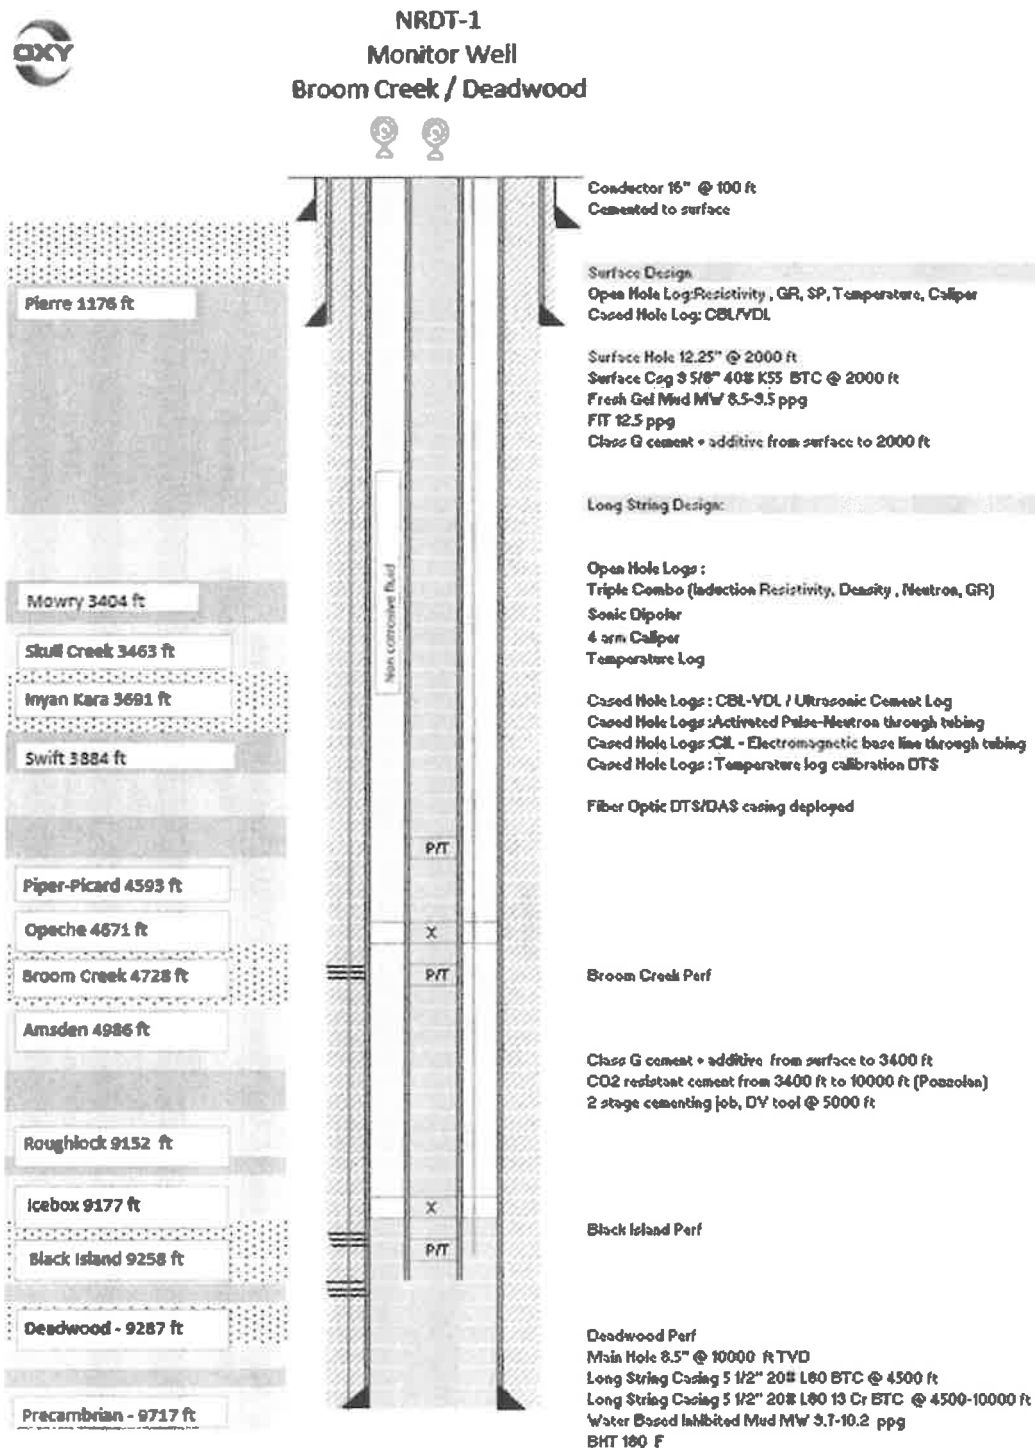 OXY
NRDT-1
Monitor Well
Broom Creek / Deadwood
Conductor 16" @ 100 ft
Cemented to surface
Surface Design
Open Hole Log:Resistivity , GR, SP, Temperature, Caliper
Cased Hole Log: CBL/VDL
Pierre 1176 ft
Surface Hole 12.25" @ 2000 ft
Surface Csg 9 5/8" 40# K55 BTC @ 2000 ft
Fresh Gel Mud MW 8.5-9.5 ppg
FIT 12.5 ppg
Class G cement + additive from surface to 2000 ft
Long String Design:
Non corrosive fluid
Open Hole Logs :
Triple Combo (Induction Resistivity, Density , Neutron, GR)
Sonic Dipolar
4 arm Caliper
Temperature Log
Mowry 3404 ft
Skull Creek 3463 ft
Inyan Kara 3691 ft
Swift 3884 ft
Cased Hole Logs : CBL-VDL / Ultrasonic Cement Log
Cased Hole Logs :Activated Pulse-Neutron through tubing
Cased Hole Logs :CIL - Electromagnetic base line through tubing
Cased Hole Logs : Temperature log calibration DTS
Fiber Optic DTS/DAS casing deployed
P/T
Piper-Picard 4593 ft
Opeche 4671 ft
X
Broom Creek 4728 ft
P/T
Broom Creek Perf
Amsden 4986 ft
Class G cement + additive from surface to 3400 ft
CO2 resistant cement from 3400 ft to 10000 ft (Pozzolan)
2 stage cementing job, DV tool @ 5000 ft
Roughlock 9152 ft
Icebox 9177 ft
X
Black Island Perf
Black Island 9258 ft
P/T
Deadwood - 9287 ft
Deadwood Perf
Main Hole 8.5" @ 10000 ft TVD
Long String Casing 5 1/2" 20# L80 BTC @ 4500 ft
Long String Casing 5 1/2" 20# L80 13 Cr BTC @ 4500-10000 ft
Water Based Inhibited Mud MW 9.7-10.2 ppg
BHT 180 F
Precambrian - 9717 ft